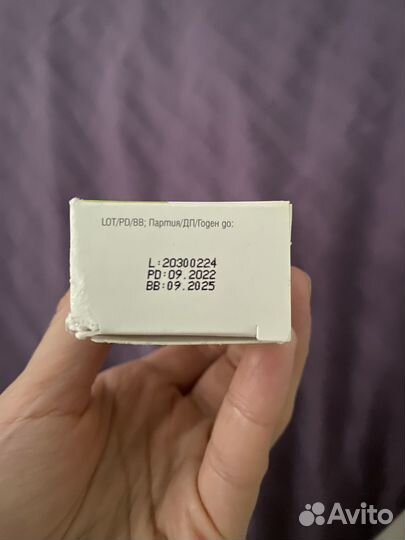 LOT/PD/BB; Партия/ДП/Годен до:
L:20300224
PD:09.2022
BB:09.2025
Avito